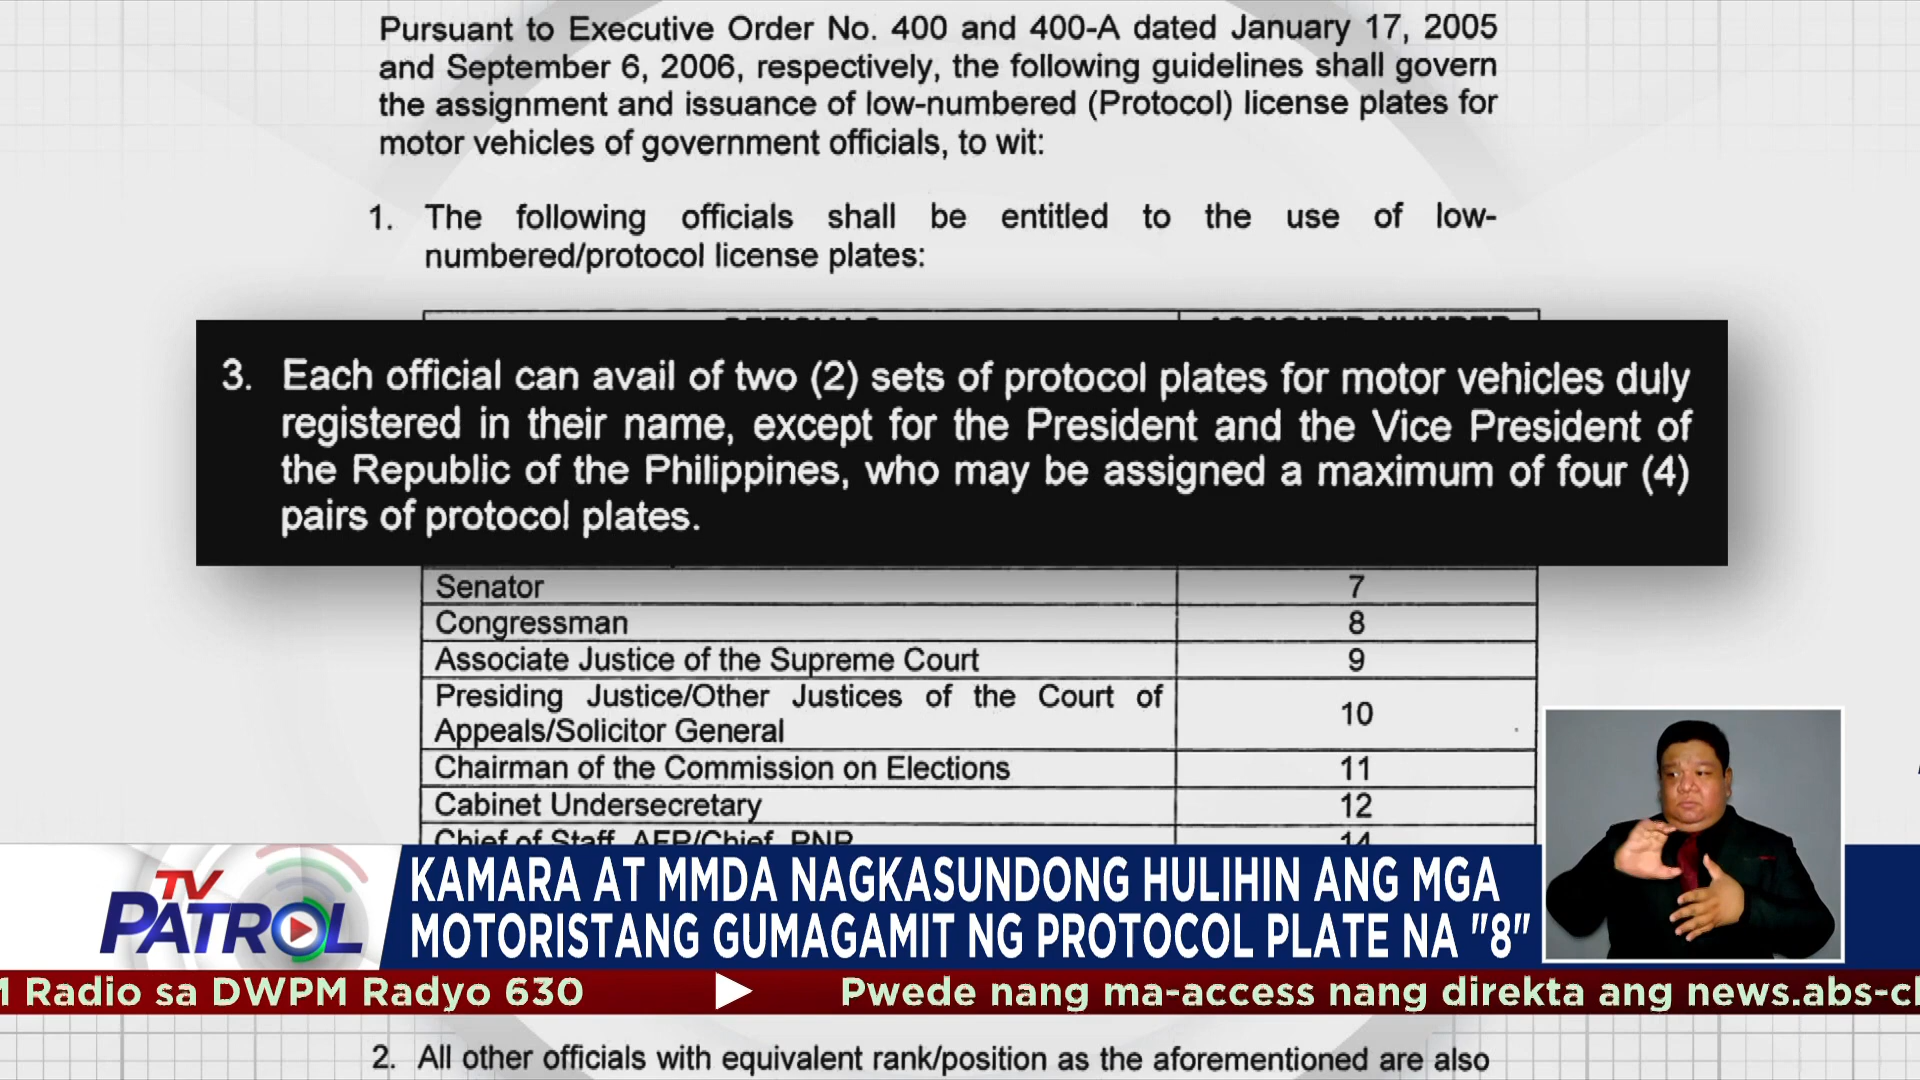 Pursuant to Executive Order No. 400 and 400-A dated January 17, 2005
and September 6, 2006, respectively, the following guidelines shall govern
the assignment and issuance of low-numbered (Protocol) license plates for
motor vehicles of government officials, to wit:
1. The following officials shall be entitled to the use of low-
numbered/protocol license plates:
3. Each official can avail of two (2) sets of protocol plates for motor vehicles duly
registered in their name, except for the President and the Vice President of
the Republic of the Philippines, who may be assigned a maximum of four (4)
pairs of protocol plates.
Senator 7
Congressman 8
Associate Justice of the Supreme Court 9
Presiding Justice/Other Justices of the Court of
Appeals/Solicitor General 10
Chairman of the Commission on Elections 11
Cabinet Undersecretary 12
Chief of Staff, AFP/Chief, PNP 14
TV
PATROL
KAMARA AT MMDA NAGKASUNDONG HULIHIN ANG MGA
MOTORISTANG GUMAGAMIT NG PROTOCOL PLATE NA "8"
Radio sa DWPM Radyo 630 Pwede nang ma-access nang direkta ang news.abs-c
2. All other officials with equivalent rank/position as the aforementioned are also